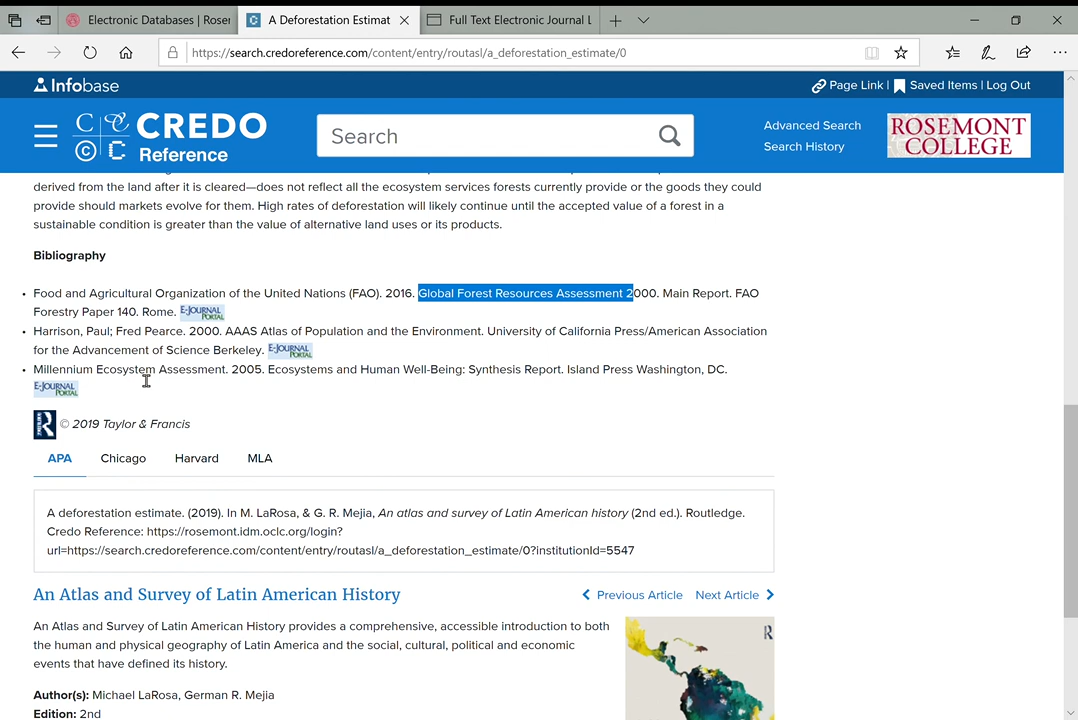 Electronic Databases | Roser
A Deforestation Estimat
Full Text Electronic Journal L
https://search.credoreference.com/content/entry/routasl/a_deforestation_estimate/0
Infobase
Page Link | Saved Items | Log Out
CREDO
Reference
Search
Advanced Search
Search History
ROSEMONT
COLLEGE
derived from the land after it is cleared—does not reflect all the ecosystem services forests currently provide or the goods they could
provide should markets evolve for them. High rates of deforestation will likely continue until the accepted value of a forest in a
sustainable condition is greater than the value of alternative land uses or its products.
Bibliography
• Food and Agricultural Organization of the United Nations (FAO). 2016. Global Forest Resources Assessment 2000. Main Report. FAO
Forestry Paper 140. Rome. E-JOURNAL PORTAL
• Harrison, Paul; Fred Pearce. 2000. AAAS Atlas of Population and the Environment. University of California Press/American Association
for the Advancement of Science Berkeley. E-JOURNAL PORTAL
• Millennium Ecosystem Assessment. 2005. Ecosystems and Human Well-Being: Synthesis Report. Island Press Washington, DC.
E-JOURNAL PORTAL
© 2019 Taylor & Francis
APA Chicago Harvard MLA
A deforestation estimate. (2019). In M. LaRosa, & G. R. Mejia, An atlas and survey of Latin American history (2nd ed.). Routledge.
Credo Reference: https://rosemont.idm.oclc.org/login?
url=https://search.credoreference.com/content/entry/routasl/a_deforestation_estimate/0?institutionId=5547
An Atlas and Survey of Latin American History
Previous Article Next Article
An Atlas and Survey of Latin American History provides a comprehensive, accessible introduction to both
the human and physical geography of Latin America and the social, cultural, political and economic
events that have defined its history.
Author(s): Michael LaRosa, German R. Mejia
Edition: 2nd